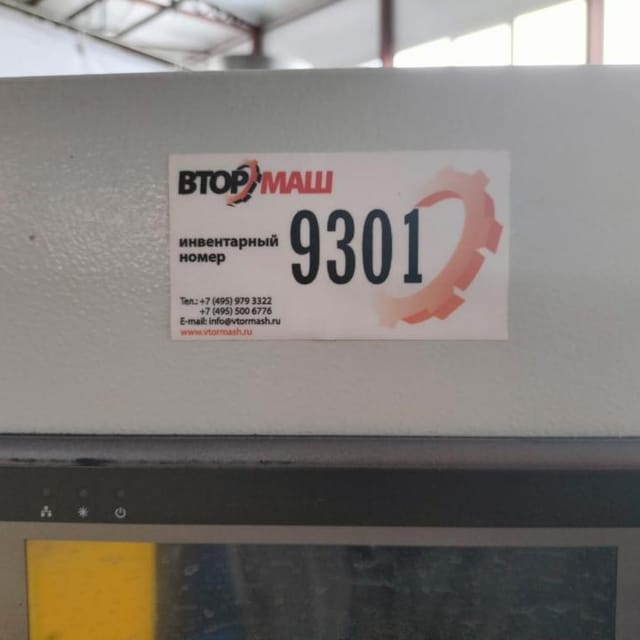 ВТОРМАШ
инвентарный
номер
9301
Тел.: +7 (495) 979 3322
+7 (495) 500 6776
E-mail: info@vtormash.ru
www.vtormash.ru